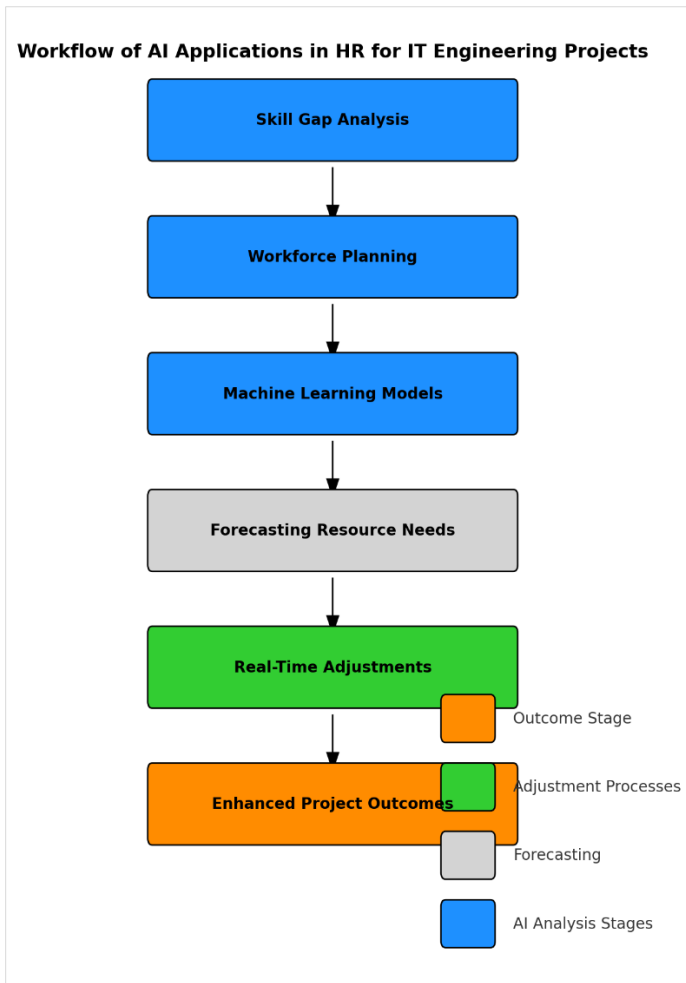 Workflow of AI Applications in HR for IT Engineering Projects
Skill Gap Analysis
Workforce Planning
Machine Learning Models
Forecasting Resource Needs
Real-Time Adjustments
Enhanced Project Outcomes
Outcome Stage
Adjustment Processes
Forecasting
AI Analysis Stages